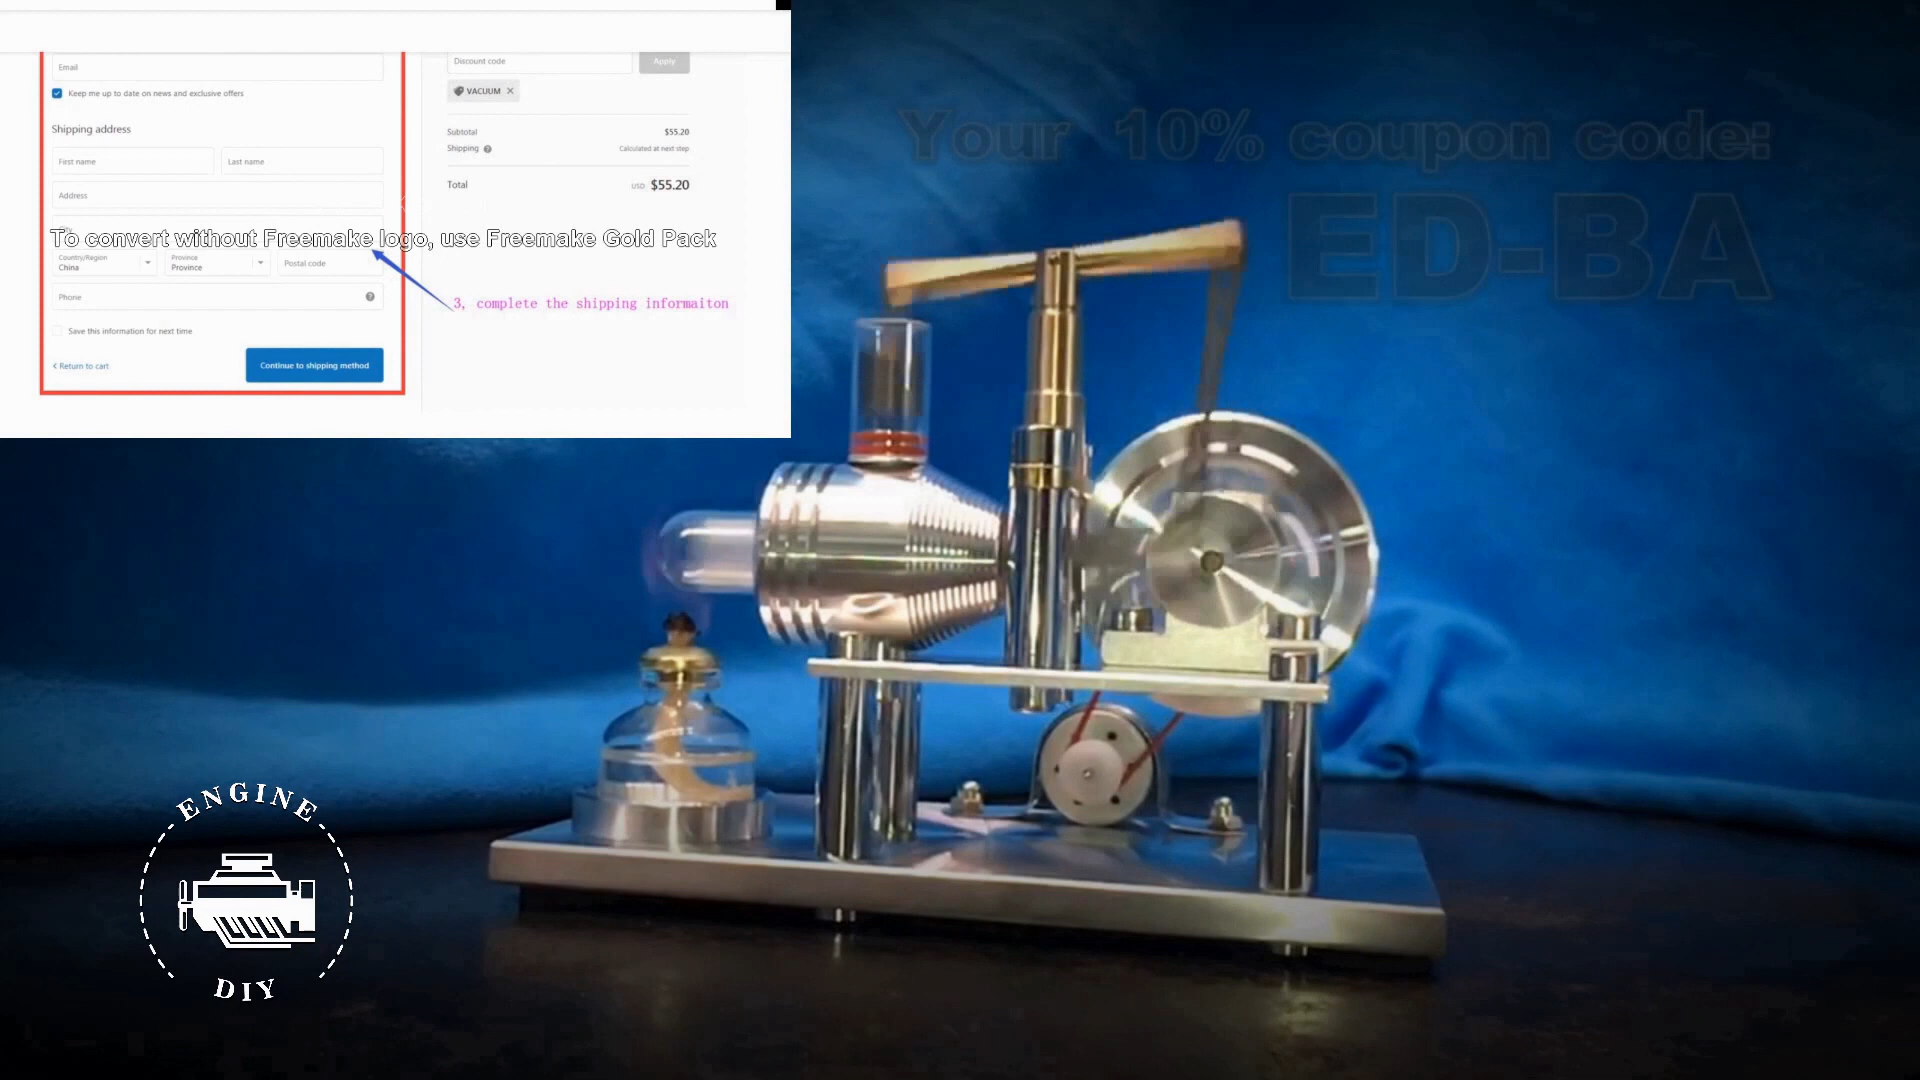 Email
Discount code
Apply
Keep me up to date on news and exclusive offers
VACUUM
Shipping address
Subtotal
$55.20
First name
Last name
Shipping
Calculated at next step
Address
Total
USD $55.20
To convert without Freemake logo, use Freemake Gold Pack
Country/Region
China
Province
Province
Postal code
Phone
3, complete the shipping informaiton
Save this information for next time
< Return to cart
Continue to shipping method
Your 10% coupon code:
ED-BA
ENGINE
DIY